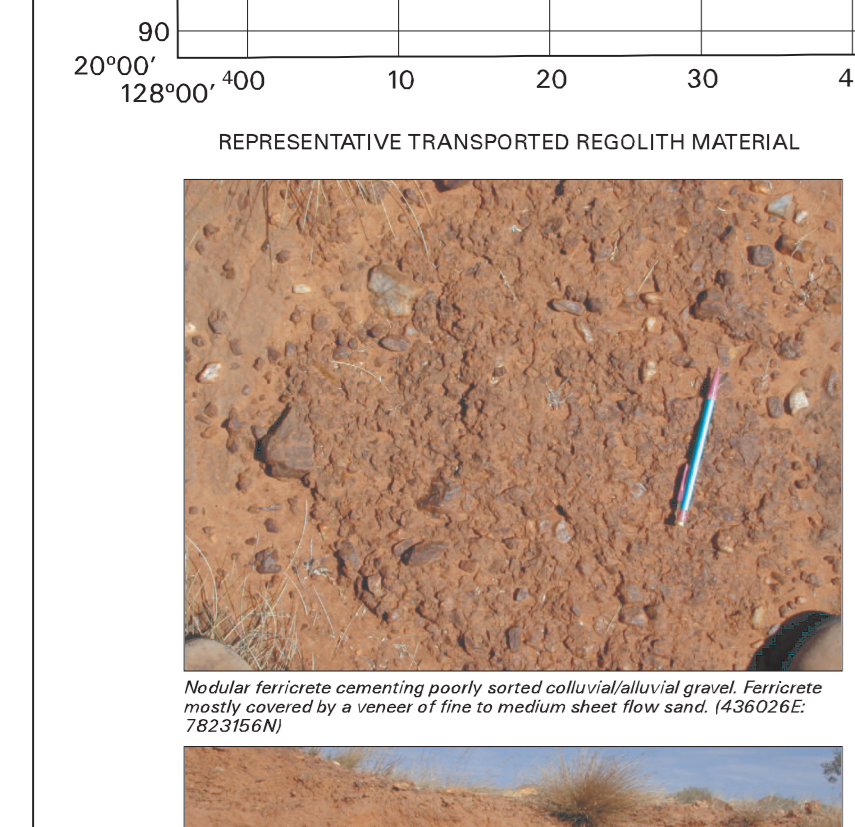 90
20°00'
128°00' ⁴00 10 20 30 4
REPRESENTATIVE TRANSPORTED REGOLITH MATERIAL
Nodular ferricrete cementing poorly sorted colluvial/alluvial gravel. Ferricrete
mostly covered by a veneer of fine to medium sheet flow sand. (436026E:
7823156N)